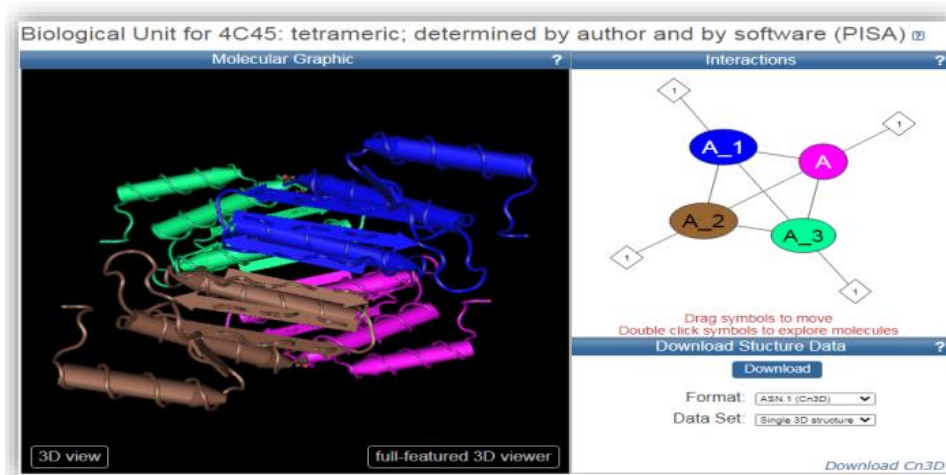 Biological Unit for 4C45: tetrameric; determined by author and by software (PISA) ?
Molecular Graphic ?
3D view
full-featured 3D viewer
Interactions ?
1
1
A_1
A
A_2
A_3
1
1
Drag symbols to move
Double click symbols to explore molecules
Download Stucture Data ?
Download
Format: ASN.1 (Cn3D)
Data Set: Single 3D structure
Download Cn3D